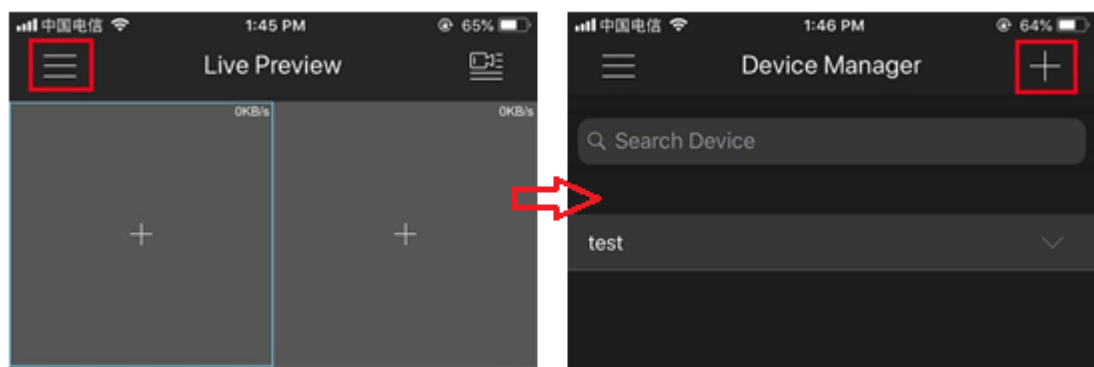 中国电信 1:45 PM 65%
Live Preview
0KB/s 0KB/s
中国电信 1:46 PM 64%
Device Manager
Search Device
test